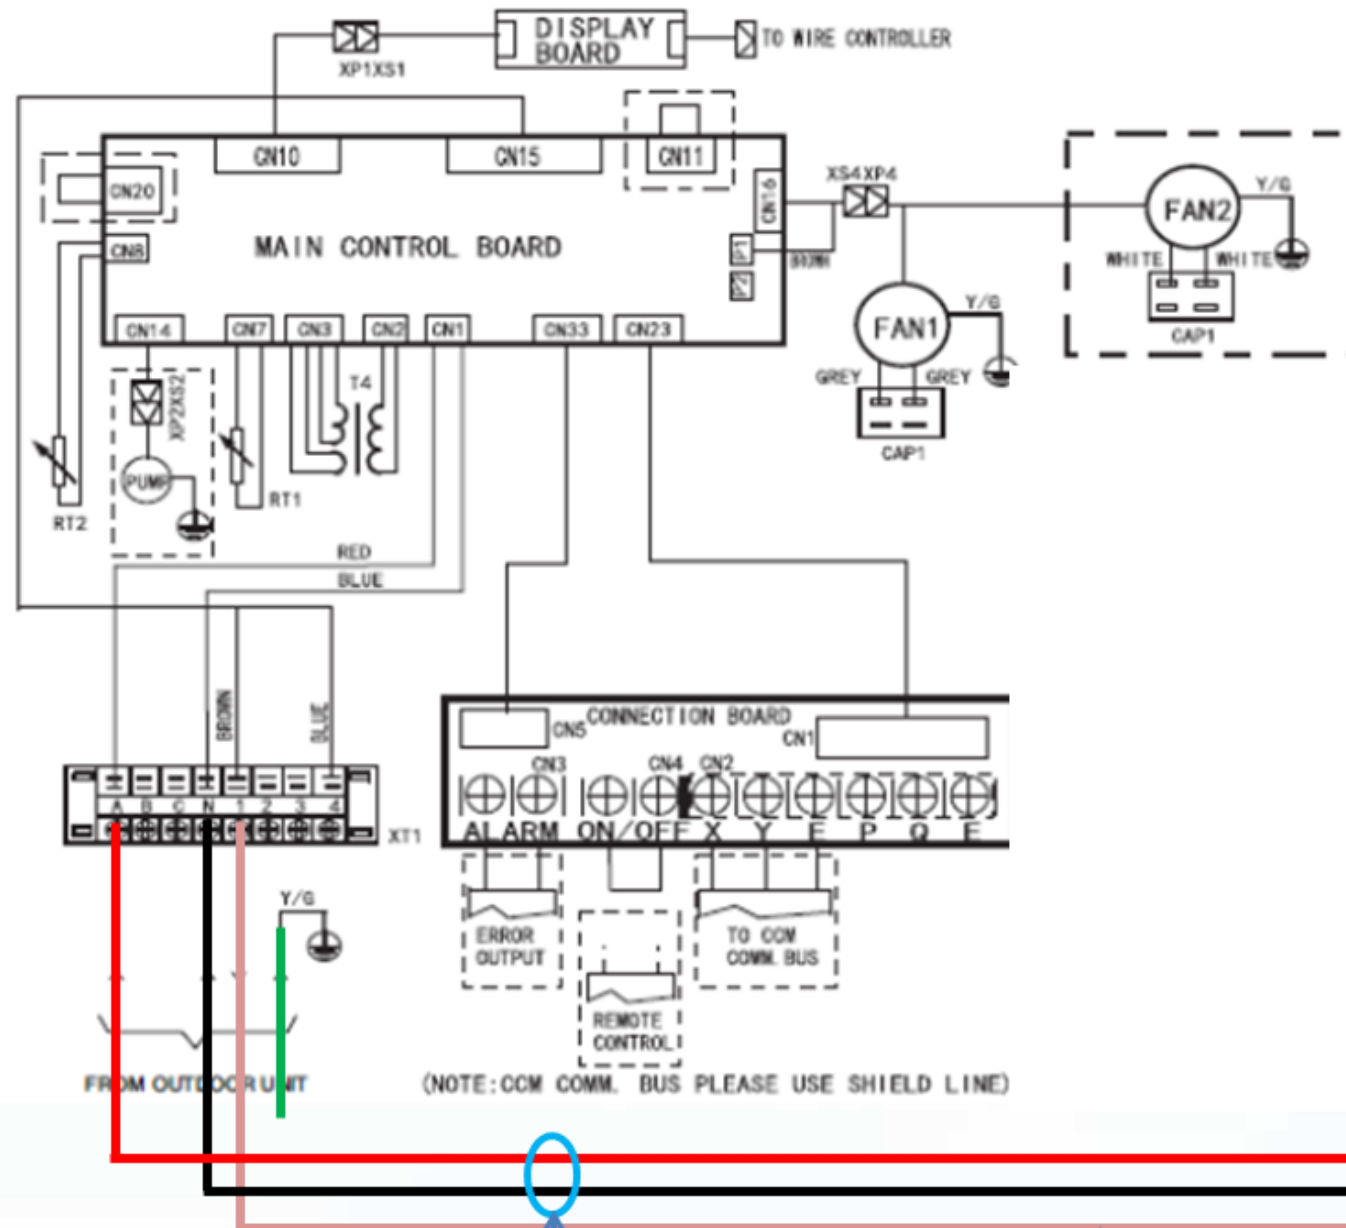 DISPLAY
BOARD
TO WIRE CONTROLLER
XP1XS1
CN10
CN15
CN11
CN20
CN16
XS4XP4
FAN2
Y/G
CN8
MAIN CONTROL BOARD
P1
BROWN
WHITE
WHITE
P2
Y/G
CAP1
CN14
CN7
CN3
CN2
CN1
CN33
CN23
FAN1
GREY
GREY
T4
XP2XS2
CAP1
PUMP
RT1
RT2
RED
BLUE
BROWN
BLUE
CONNECTION BOARD
CN5
CN1
CN3
CN4
CN2
A B C N 1 2 3 4
XT1
ALARM ON/OFF X Y E P Q E
Y/G
ERROR
OUTPUT
TO CCM
COMM. BUS
REMOTE
CONTROL
FROM OUTDOOR UNIT
(NOTE:CCM COMM. BUS PLEASE USE SHIELD LINE)